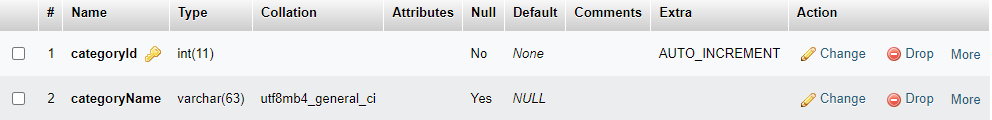 # Name Type Collation Attributes Null Default Comments Extra Action
1 categoryId int(11) No None AUTO_INCREMENT Change Drop More
2 categoryName varchar(63) utf8mb4_general_ci Yes NULL Change Drop More